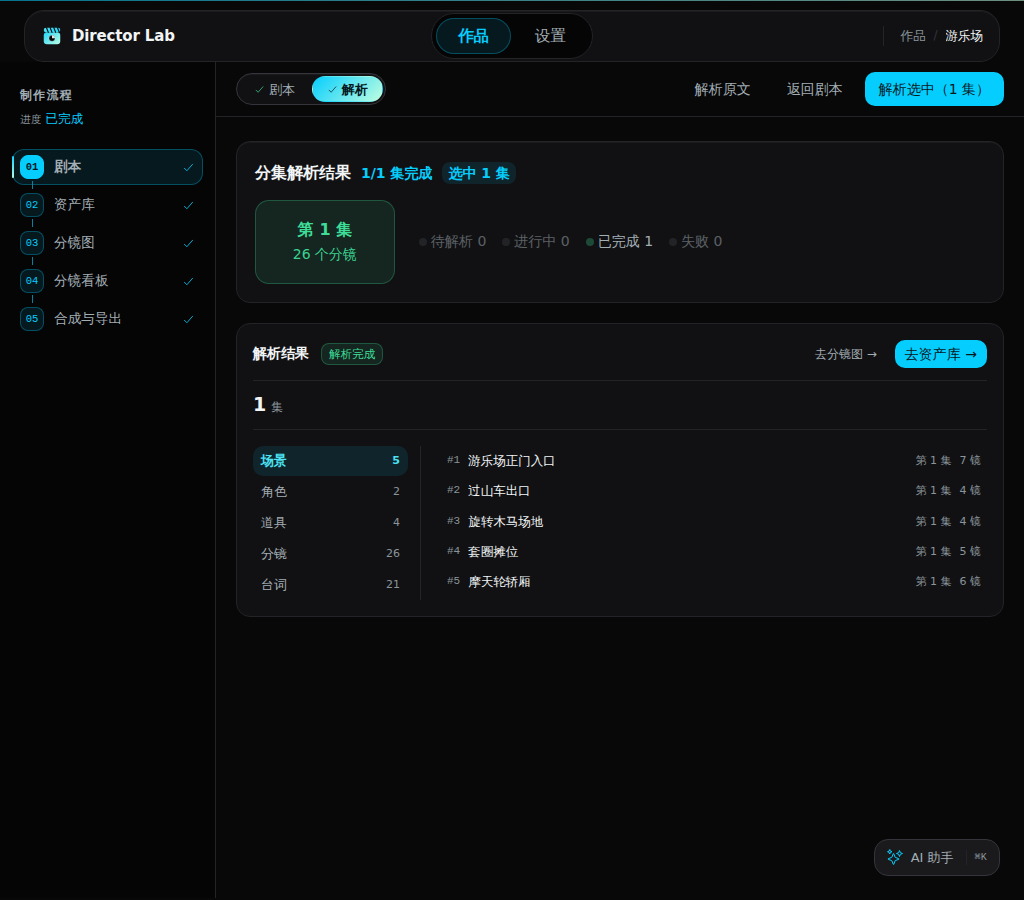 Director Lab
作品
设置
作品 / 游乐场
制作流程
进度 已完成
01 剧本
02 资产库
03 分镜图
04 分镜看板
05 合成与导出
剧本
解析
解析原文
返回剧本
解析选中（1 集）
分集解析结果 1/1 集完成 选中 1 集
第 1 集
26 个分镜
待解析 0 进行中 0 已完成 1 失败 0
解析结果 解析完成
去分镜图 →
去资产库 →
1 集
场景 5
角色 2
道具 4
分镜 26
台词 21
#1 游乐场正门入口 第 1 集 7 镜
#2 过山车出口 第 1 集 4 镜
#3 旋转木马场地 第 1 集 4 镜
#4 套圈摊位 第 1 集 5 镜
#5 摩天轮轿厢 第 1 集 6 镜
AI 助手 ⌘K